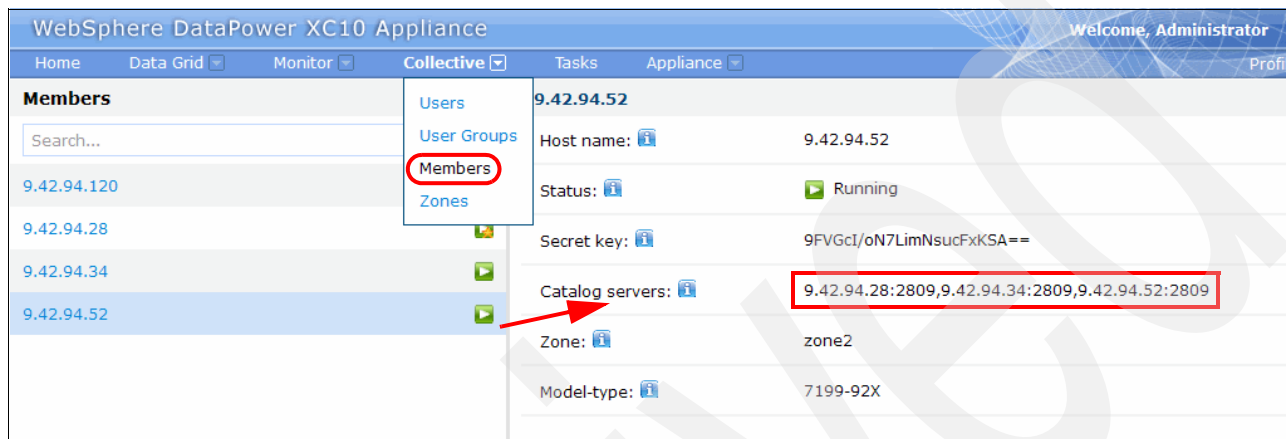 WebSphere DataPower XC10 Appliance
Welcome, Administrator
Home Data Grid Monitor Collective Tasks Appliance
Members
Search...
9.42.94.120
9.42.94.28
9.42.94.34
9.42.94.52
Users
User Groups
Members
Zones
9.42.94.52
Host name: 9.42.94.52
Status: Running
Secret key: 9FVGcI/oN7LimNsucFxKSA==
Catalog servers: 9.42.94.28:2809,9.42.94.34:2809,9.42.94.52:2809
Zone: zone2
Model-type: 7199-92X